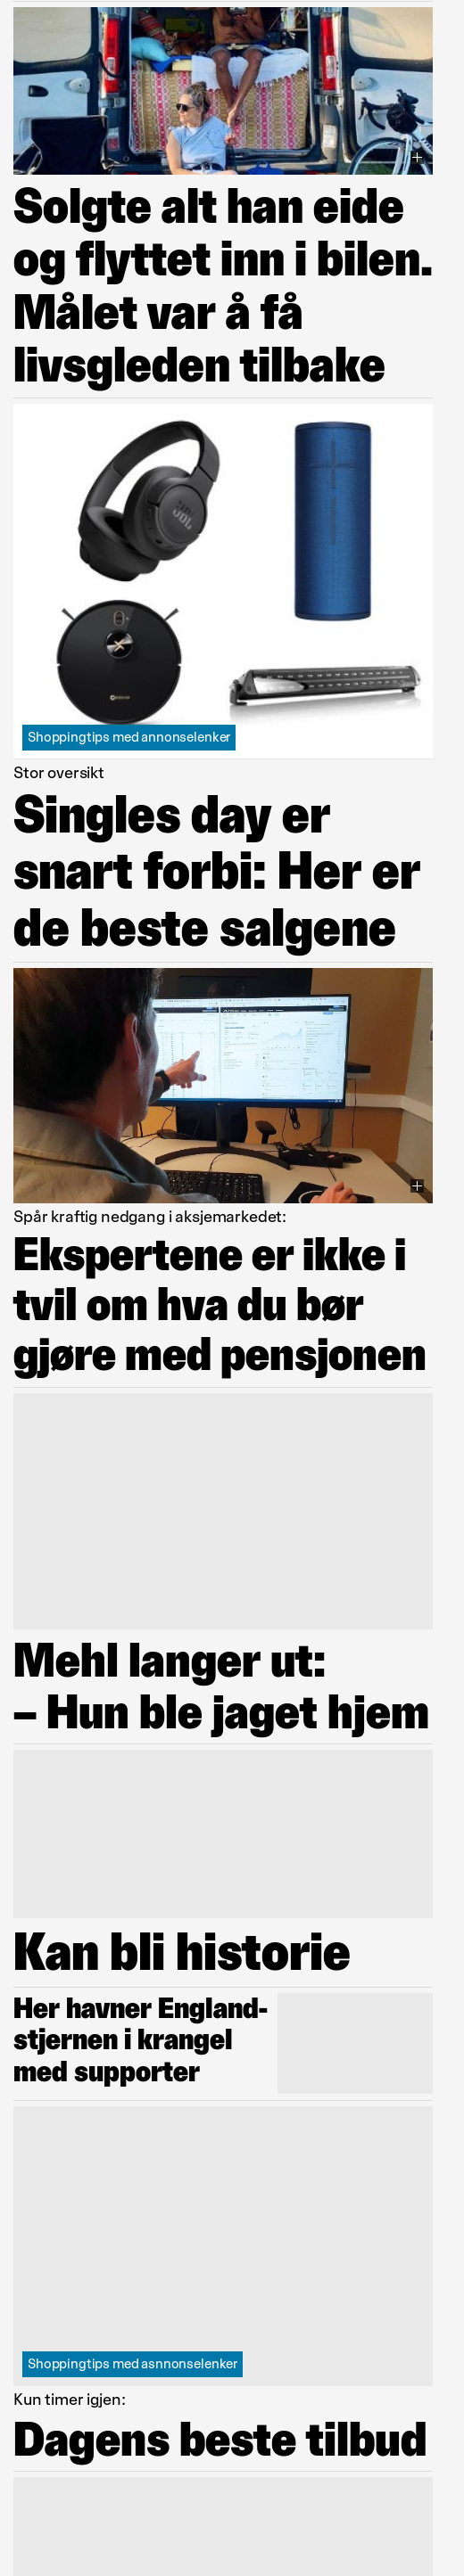 Solgte alt han eide
og flyttet inn i bilen.
Målet var å få
livsgleden tilbake
JBL
Shoppingtips med annonselenker
Stor oversikt
Singles day er
snart forbi: Her er
de beste salgene
Spår kraftig nedgang i aksjemarkedet:
Ekspertene er ikke i
tvil om hva du bør
gjøre med pensjonen
Mehl langer ut:
– Hun ble jaget hjem
Kan bli historie
Her havner England-
stjernen i krangel
med supporter
Shoppingtips med asnnonselenker
Kun timer igjen:
Dagens beste tilbud